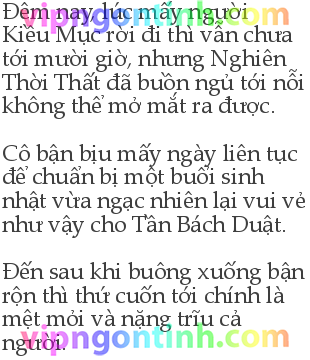 Đêm nay lúc mấy người
Kiều Mục rời đi thì vẫn chưa
tới mười giờ, nhưng Nghiên
Thời Thất đã buồn ngủ tới nỗi
không thể mở mắt ra được.

Cô bận bịu mấy ngày liên tục
để chuẩn bị một buổi sinh
nhật vừa ngạc nhiên lại vui vẻ
như vậy cho Tần Bách Duật.
vipngontinh.com

Đến sau khi buông xuống bận
rộn thì thứ cuốn tới chính là
mệt mỏi và nặng trĩu cả
người.
vipngontinh.com